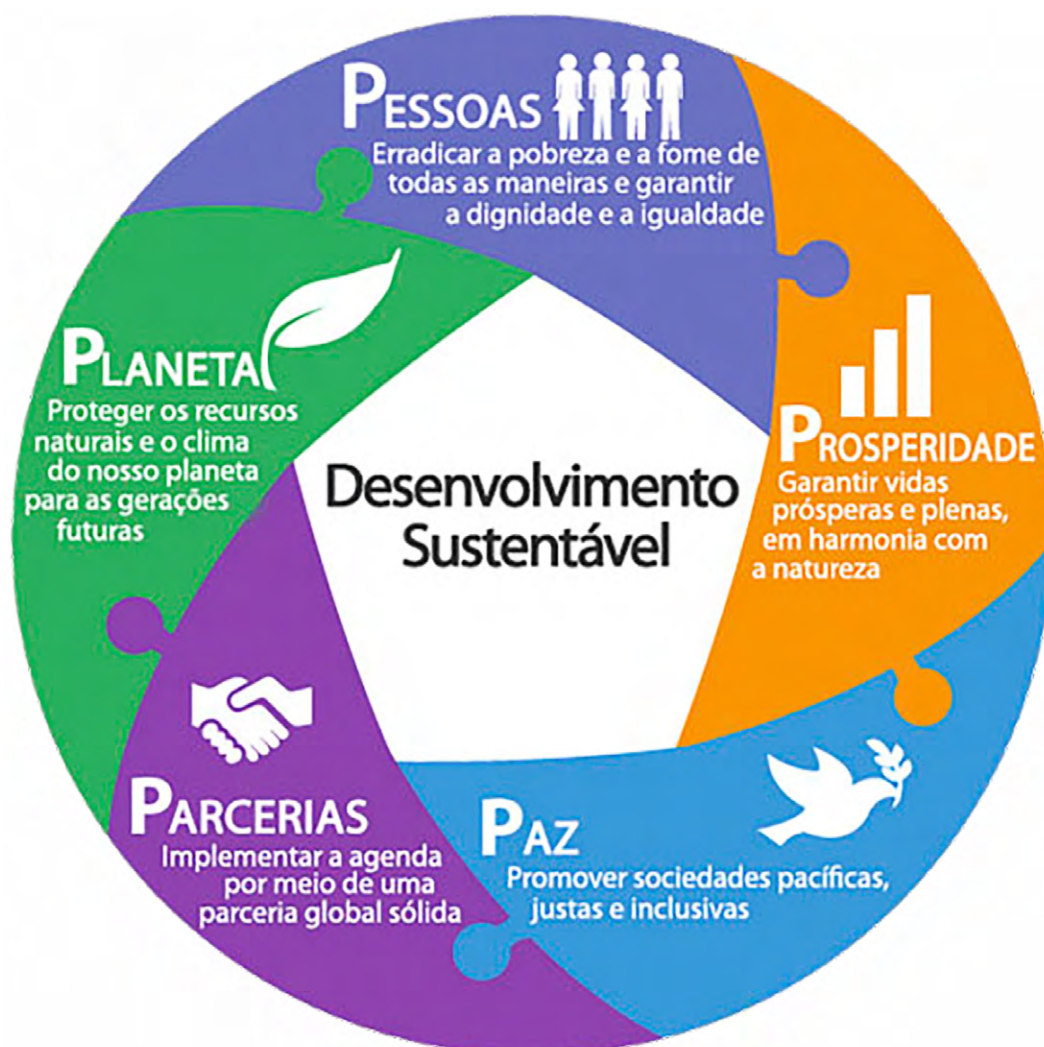 PESSOAS
Erradicar a pobreza e a fome de
todas as maneiras e garantir
a dignidade e a igualdade
PLANETA
Proteger os recursos
naturais e o clima
do nosso planeta
para as gerações
futuras
Desenvolvimento
Sustentável
PROSPERIDADE
Garantir vidas
prósperas e plenas,
em harmonia com
a natureza
PARCERIAS
Implementar a agenda
por meio de uma
parceria global sólida
PAZ
Promover sociedades pacíficas,
justas e inclusivas